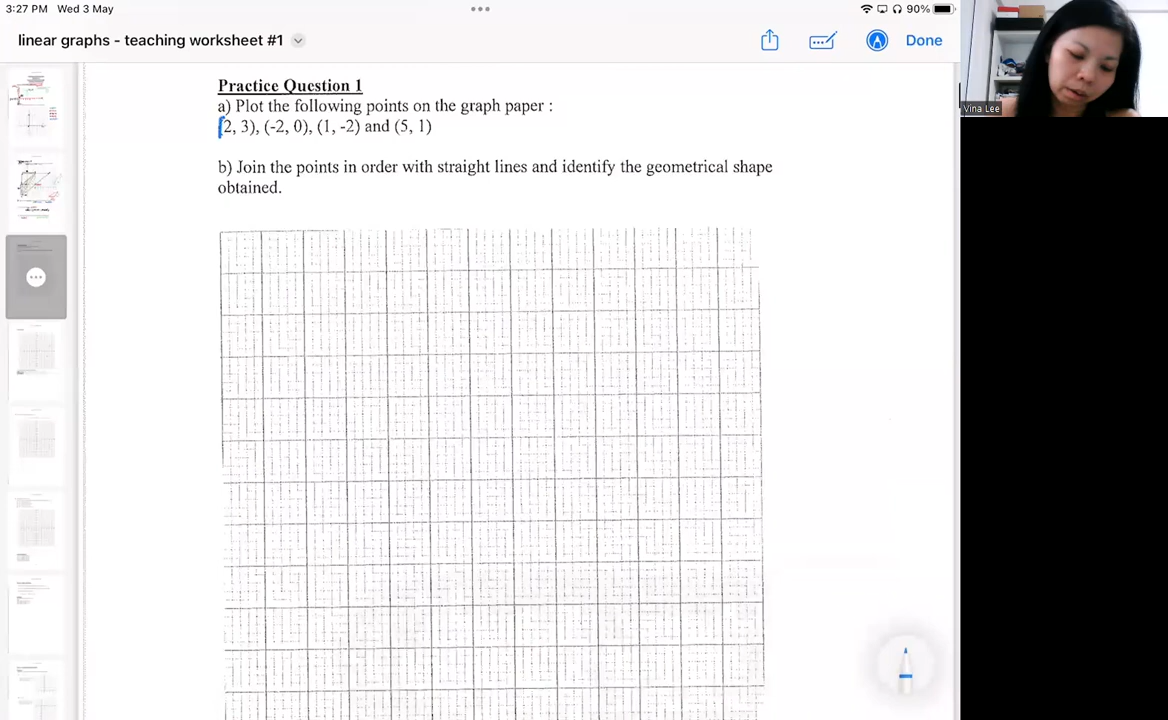 3:27 PM Wed 3 May
90%
linear graphs - teaching worksheet #1
Done
Practice Question 1
a) Plot the following points on the graph paper :
(2, 3), (-2, 0), (1, -2) and (5, 1)
b) Join the points in order with straight lines and identify the geometrical shape
obtained.
Vina Lee